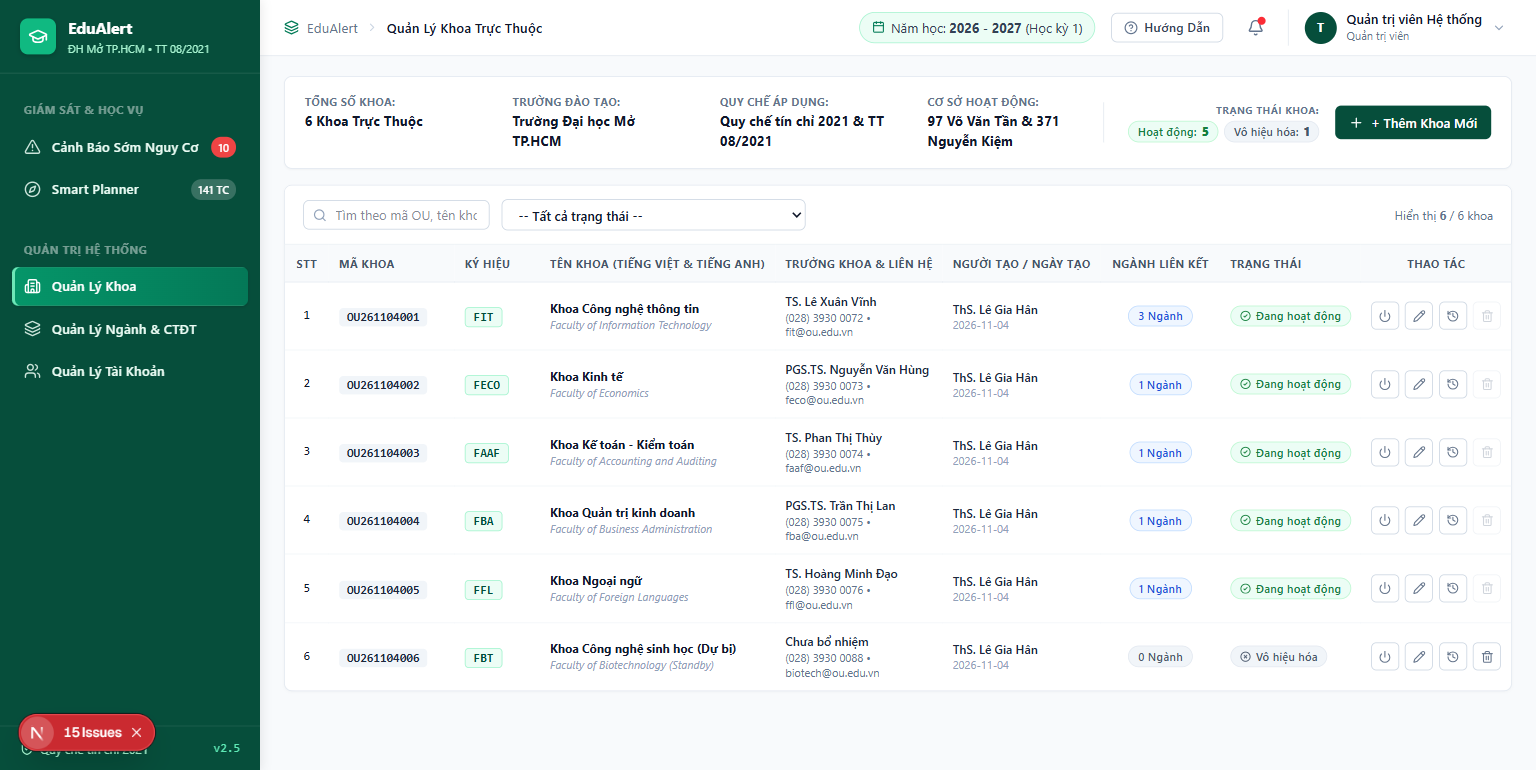 EduAlert
ĐH Mở TP.HCM • TT 08/2021
GIÁM SÁT & HỌC VỤ
Cảnh Báo Sớm Nguy Cơ 10
Smart Planner 141 TC
QUẢN TRỊ HỆ THỐNG
Quản Lý Khoa
Quản Lý Ngành & CTĐT
Quản Lý Tài Khoản
N 15 Issues
v2.5
EduAlert Quản Lý Khoa Trực Thuộc
Năm học: 2026 - 2027 (Học kỳ 1)
Hướng Dẫn
T
Quản trị viên Hệ thống
Quản trị viên
TỔNG SỐ KHOA:
6 Khoa Trực Thuộc
TRƯỜNG ĐÀO TẠO:
Trường Đại học Mở
TP.HCM
QUY CHẾ ÁP DỤNG:
Quy chế tín chỉ 2021 & TT
08/2021
CƠ SỞ HOẠT ĐỘNG:
97 Võ Văn Tần & 371
Nguyễn Kiệm
TRẠNG THÁI KHOA:
Hoạt động: 5 Vô hiệu hóa: 1
+ + Thêm Khoa Mới
Tìm theo mã OU, tên kho
-- Tất cả trạng thái --
Hiển thị 6 / 6 khoa
STT MÃ KHOA KÝ HIỆU TÊN KHOA (TIẾNG VIỆT & TIẾNG ANH) TRƯỞNG KHOA & LIÊN HỆ NGƯỜI TẠO / NGÀY TẠO NGÀNH LIÊN KẾT TRẠNG THÁI THAO TÁC
1 OU261104001 FIT
Khoa Công nghệ thông tin
Faculty of Information Technology
TS. Lê Xuân Vĩnh
(028) 3930 0072 •
fit@ou.edu.vn
ThS. Lê Gia Hân
2026-11-04
3 Ngành Đang hoạt động
2 OU261104002 FECO
Khoa Kinh tế
Faculty of Economics
PGS.TS. Nguyễn Văn Hùng
(028) 3930 0073 •
feco@ou.edu.vn
ThS. Lê Gia Hân
2026-11-04
1 Ngành Đang hoạt động
3 OU261104003 FAAF
Khoa Kế toán - Kiểm toán
Faculty of Accounting and Auditing
TS. Phan Thị Thùy
(028) 3930 0074 •
faaf@ou.edu.vn
ThS. Lê Gia Hân
2026-11-04
1 Ngành Đang hoạt động
4 OU261104004 FBA
Khoa Quản trị kinh doanh
Faculty of Business Administration
PGS.TS. Trần Thị Lan
(028) 3930 0075 •
fba@ou.edu.vn
ThS. Lê Gia Hân
2026-11-04
1 Ngành Đang hoạt động
5 OU261104005 FFL
Khoa Ngoại ngữ
Faculty of Foreign Languages
TS. Hoàng Minh Đạo
(028) 3930 0076 •
ffl@ou.edu.vn
ThS. Lê Gia Hân
2026-11-04
1 Ngành Đang hoạt động
6 OU261104006 FBT
Khoa Công nghệ sinh học (Dự bị)
Faculty of Biotechnology (Standby)
Chưa bổ nhiệm
(028) 3930 0088 •
biotech@ou.edu.vn
ThS. Lê Gia Hân
2026-11-04
0 Ngành Vô hiệu hóa